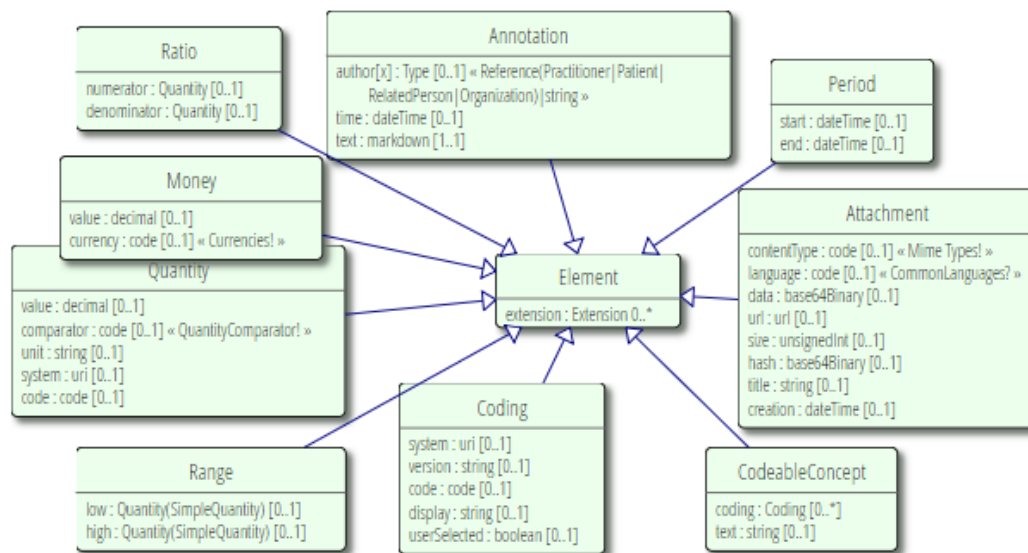 Ratio
numerator : Quantity [0..1]
denominator : Quantity [0..1]
Annotation
author[x] : Type [0..1] « Reference(Practitioner|Patient|
RelatedPerson|Organization)|string »
time : dateTime [0..1]
text : markdown [1..1]
Period
start : dateTime [0..1]
end : dateTime [0..1]
Money
value : decimal [0..1]
currency : code [0..1] « Currencies! »
Quantity
value : decimal [0..1]
comparator : code [0..1] « QuantityComparator! »
unit : string [0..1]
system : uri [0..1]
code : code [0..1]
Element
extension : Extension 0..*
Attachment
contentType : code [0..1] « Mime Types! »
language : code [0..1] « CommonLanguages? »
data : base64Binary [0..1]
url : url [0..1]
size : unsignedInt [0..1]
hash : base64Binary [0..1]
title : string [0..1]
creation : dateTime [0..1]
Range
low : Quantity(SimpleQuantity) [0..1]
high : Quantity(SimpleQuantity) [0..1]
Coding
system : uri [0..1]
version : string [0..1]
code : code [0..1]
display : string [0..1]
userSelected : boolean [0..1]
CodeableConcept
coding : Coding [0..*]
text : string [0..1]